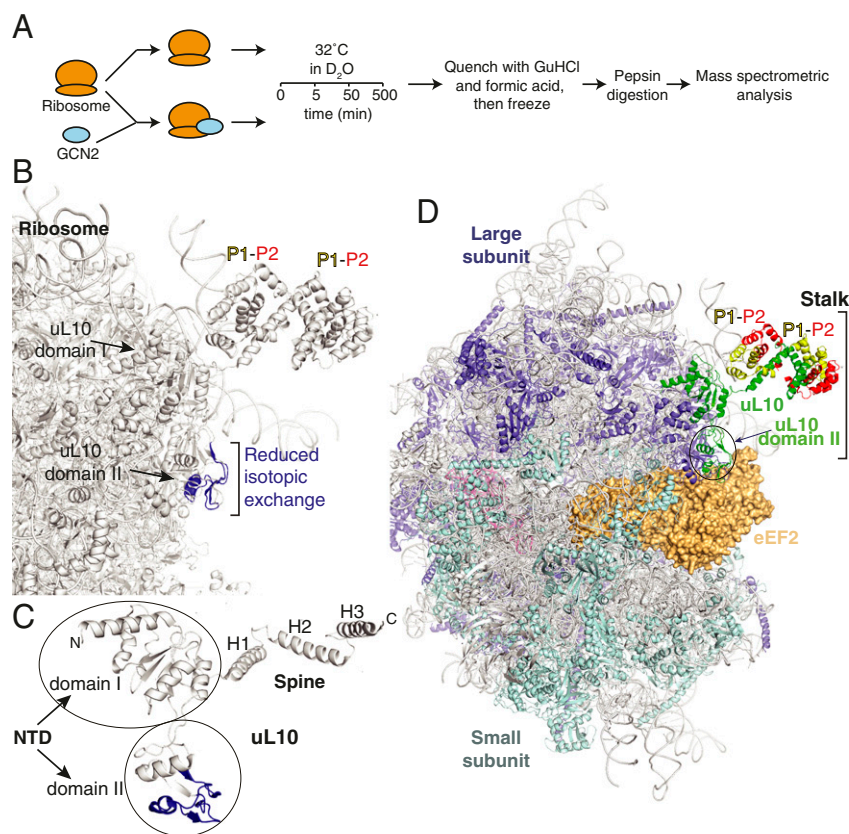 A
Ribosome
GCN2
32˚C
in D2O
0 5 50 500
time (min)
Quench with GuHCl
and formic acid,
then freeze
Pepsin
digestion
Mass spectrometric
analysis
B
Ribosome
P1-P2
P1-P2
uL10
domain I
uL10
domain II
Reduced
isotopic
exchange
C
N
H1
H2
H3
C
Spine
domain I
NTD
uL10
domain II
D
Large
subunit
Stalk
P1-P2
P1-P2
uL10
uL10
domain II
eEF2
Small
subunit